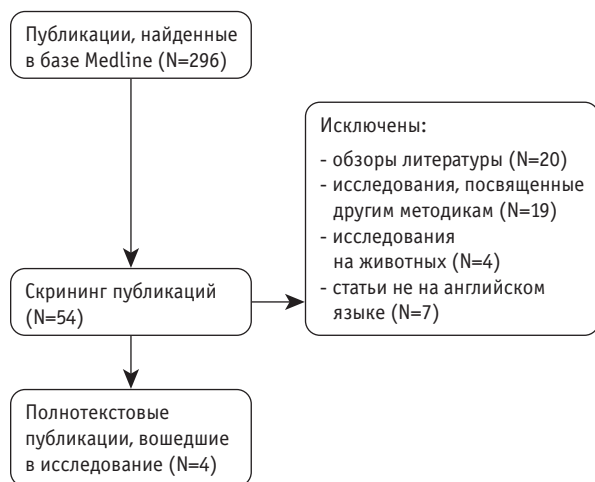 Публикации, найденные
в базе Medline (N=296)
Исключены:
- обзоры литературы (N=20)
- исследования, посвященные
другим методикам (N=19)
- исследования
на животных (N=4)
- статьи не на английском
языке (N=7)
Скрининг публикаций
(N=54)
Полнотекстовые
публикации, вошедшие
в исследование (N=4)